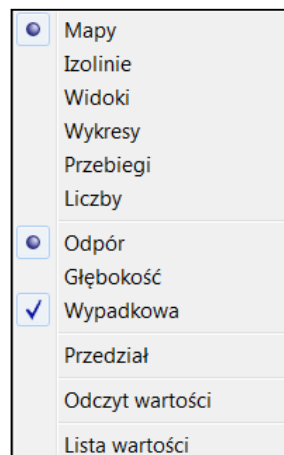 Mapy
Izolinie
Widoki
Wykresy
Przebiegi
Liczby
Odpór
Głębokość
Wypadkowa
Przedział
Odczyt wartości
Lista wartości